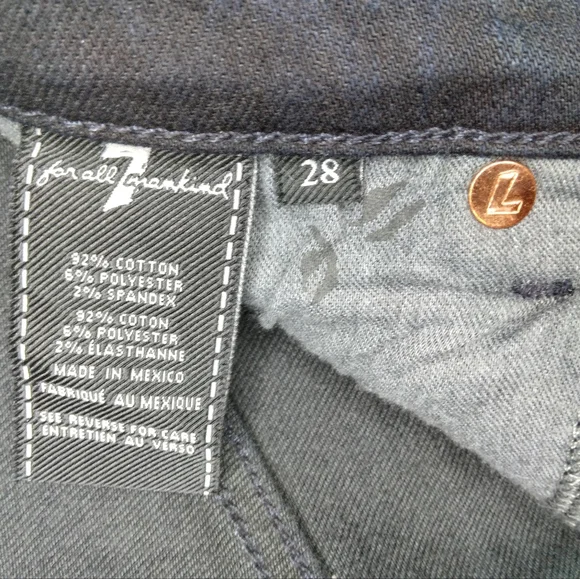 for all 7 mankind
28
L
92% COTTON
6% POLYESTER
2% SPANDEX
92% COTON
6% POLYESTER
2% ÉLASTHANNE
MADE IN MEXICO
FABRIQUÉ AU MEXIQUE
SEE REVERSE FOR CARE
ENTRETIEN AU VERSO